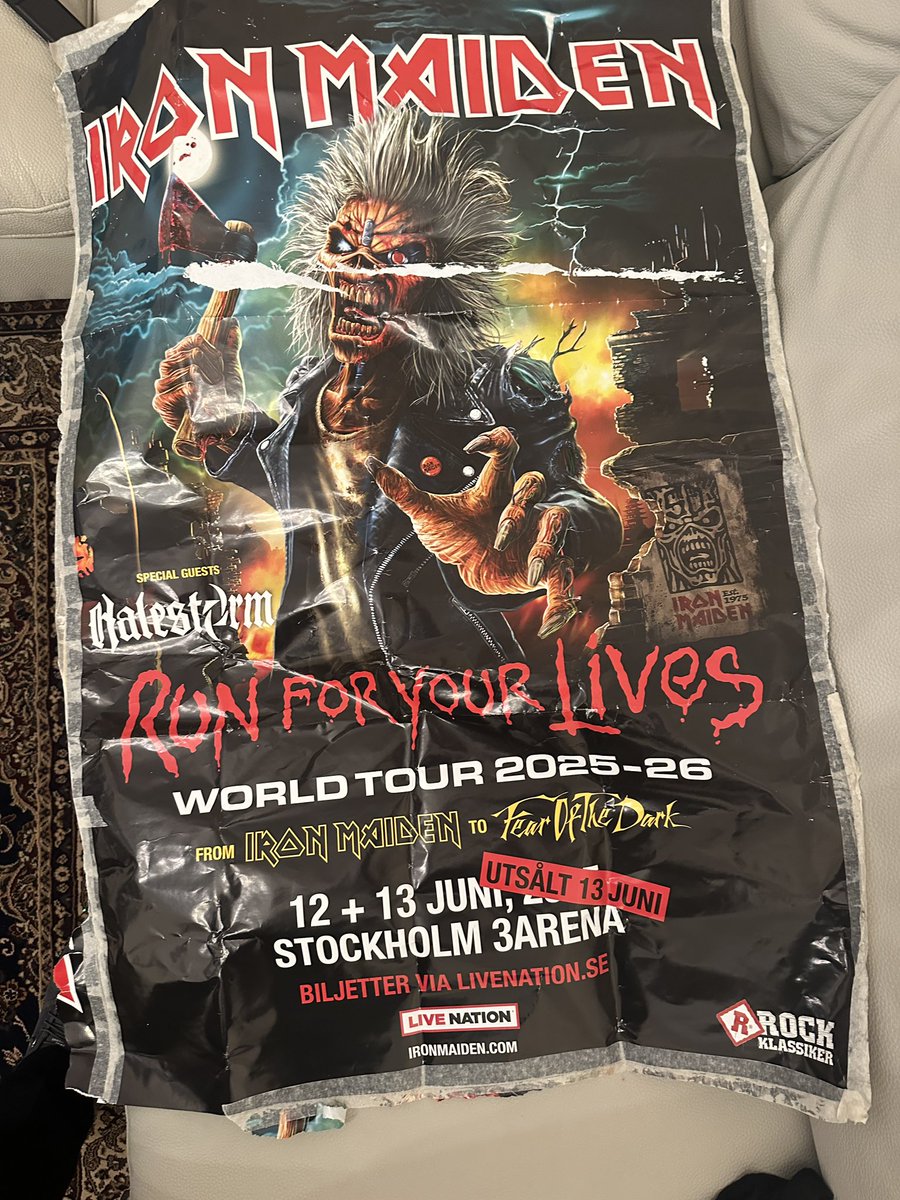 IRON MAIDEN
EST.
1975
IRON
MAIDEN
SPECIAL GUESTS
Halestorm
RUN FOR YOUR LIVES
WORLD TOUR 2025-26
FROM IRON MAIDEN TO Fear Of The Dark
UTSÅLT 13 JUNI
12 + 13 JUNI,
STOCKHOLM 3ARENA
BILJETTER VIA LIVENATION.SE
LIVE NATION
IRONMAIDEN.COM
R ROCK
KLASSIKER